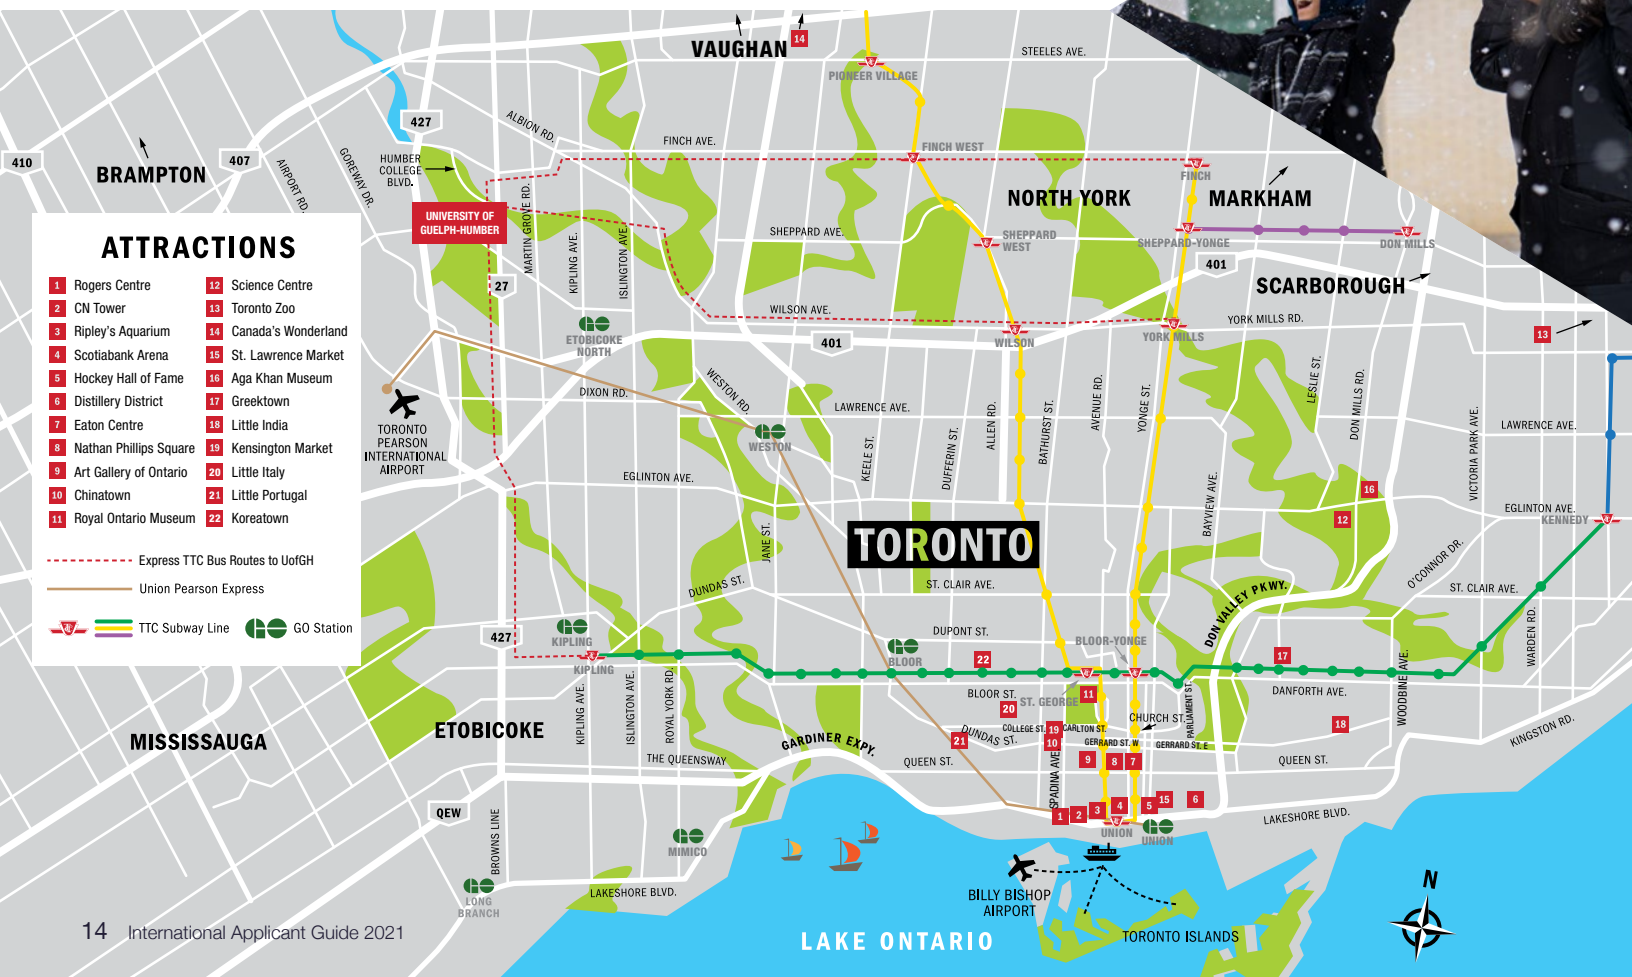 VAUGHAN
14
STEELES AVE.
PIONEER VILLAGE
427
ALBION RD.
FINCH AVE.
FINCH WEST
410
BRAMPTON
407
AIRPORT RD.
GOREWAY DR.
HUMBER
COLLEGE
BLVD.
FINCH
NORTH YORK
MARKHAM
UNIVERSITY OF
GUELPH-HUMBER
MARTIN GROVE RD.
KIPLING AVE.
ISLINGTON AVE.
SHEPPARD AVE.
SHEPPARD
WEST
SHEPPARD-YONGE
DON MILLS
401
SCARBOROUGH
27
WILSON AVE.
WILSON
YORK MILLS
YORK MILLS RD.
13
ETOBICOKE
NORTH
401
ATTRACTIONS
1 Rogers Centre
2 CN Tower
3 Ripley's Aquarium
4 Scotiabank Arena
5 Hockey Hall of Fame
6 Distillery District
7 Eaton Centre
8 Nathan Phillips Square
9 Art Gallery of Ontario
10 Chinatown
11 Royal Ontario Museum
12 Science Centre
13 Toronto Zoo
14 Canada's Wonderland
15 St. Lawrence Market
16 Aga Khan Museum
17 Greektown
18 Little India
19 Kensington Market
20 Little Italy
21 Little Portugal
22 Koreatown
Express TTC Bus Routes to UofGH
Union Pearson Express
TTC Subway Line
GO Station
DIXON RD.
WESTON RD.
LAWRENCE AVE.
TORONTO
PEARSON
INTERNATIONAL
AIRPORT
WESTON
KEELE ST.
DUFFERIN ST.
ALLEN RD.
BATHURST ST.
AVENUE RD.
YONGE ST.
LESLIE ST.
DON MILLS RD.
VICTORIA PARK AVE.
LAWRENCE AVE.
EGLINTON AVE.
BAYVIEW AVE.
16
12
EGLINTON AVE.
KENNEDY
JANE ST.
TORONTO
DUNDAS ST.
ST. CLAIR AVE.
DON VALLEY PKWY.
O'CONNOR DR.
ST. CLAIR AVE.
WARDEN RD.
427
KIPLING
KIPLING
DUPONT ST.
BLOOR
22
BLOOR-YONGE
17
BLOOR ST.
ST. GEORGE
11
PARLIAMENT ST.
DANFORTH AVE.
WOODBINE AVE.
KIPLING AVE.
ISLINGTON AVE.
ROYAL YORK RD.
20
CHURCH ST.
18
KINGSTON RD.
ETOBICOKE
MISSISSAUGA
GARDINER EXPY.
21
DUNDAS ST.
COLLEGE ST.
19
CARLTON ST.
10
GERRARD ST. W
GERRARD ST. E
THE QUEENSWAY
QUEEN ST.
SPADINA AVE.
9
8
7
QUEEN ST.
QEW
BROWNS LINE
1
2
3
4
5
15
6
UNION
UNION
LAKESHORE BLVD.
MIMICO
LONG
BRANCH
LAKESHORE BLVD.
BILLY BISHOP
AIRPORT
N
LAKE ONTARIO
TORONTO ISLANDS
14 International Applicant Guide 2021